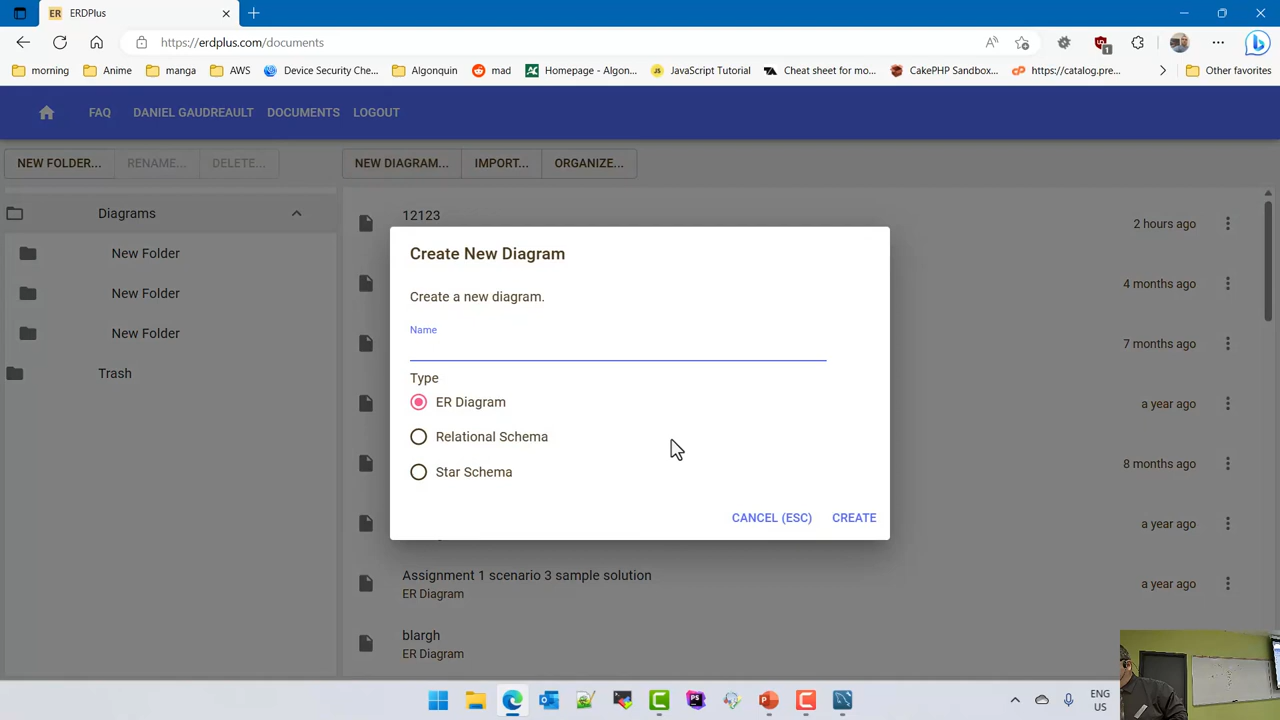 ERDPlus
https://erdplus.com/documents
1
morning
Anime
manga
AWS
Device Security Che...
Algonquin
mad
Homepage - Algon...
JavaScript Tutorial
Cheat sheet for mo...
CakePHP Sandbox...
https://catalog.pre...
Other favorites
FAQ
DANIEL GAUDREAULT
DOCUMENTS
LOGOUT
NEW FOLDER...
RENAME...
DELETE...
NEW DIAGRAM...
IMPORT...
ORGANIZE...
Diagrams
New Folder
New Folder
New Folder
Trash
12123
2 hours ago
4 months ago
7 months ago
a year ago
8 months ago
a year ago
Create New Diagram
Create a new diagram.
Name
Type
ER Diagram
Relational Schema
Star Schema
CANCEL (ESC)
CREATE
Assignment 1 scenario 3 sample solution
ER Diagram
a year ago
blargh
ER Diagram
ENG
US